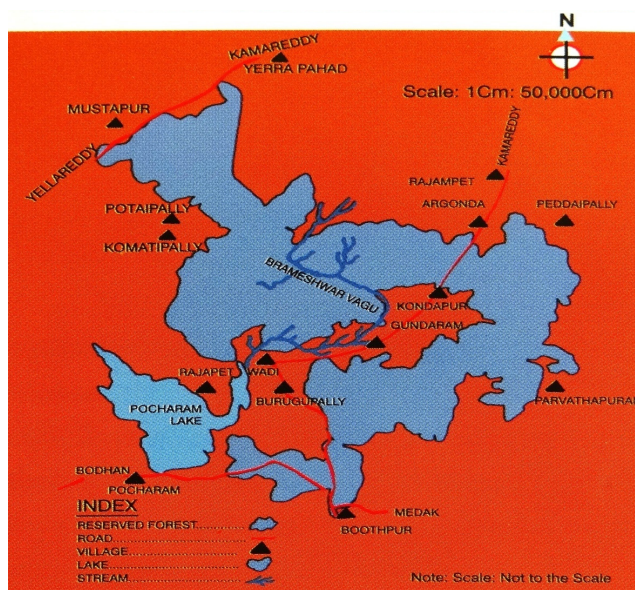 N
KAMAREDDY
YERRA PAHAD
Scale: 1Cm: 50,000Cm
MUSTAPUR
YELLAREDDY
KAMAREDDY
RAJAMPET
POTAIPALLY
ARGONDA
PEDDAIPALLY
KOMATIPALLY
BRAMESHWAR VAGU
KONDAPUR
GUNDARAM
RAJAPET
WADI
BURUGUPALLY
PARVATHAPURAM
POCHARAM
LAKE
BODHAN
POCHARAM
MEDAK
BOOTHPUR
INDEX
RESERVED FOREST
ROAD
VILLAGE
LAKE
STREAM
Note: Scale: Not to the Scale